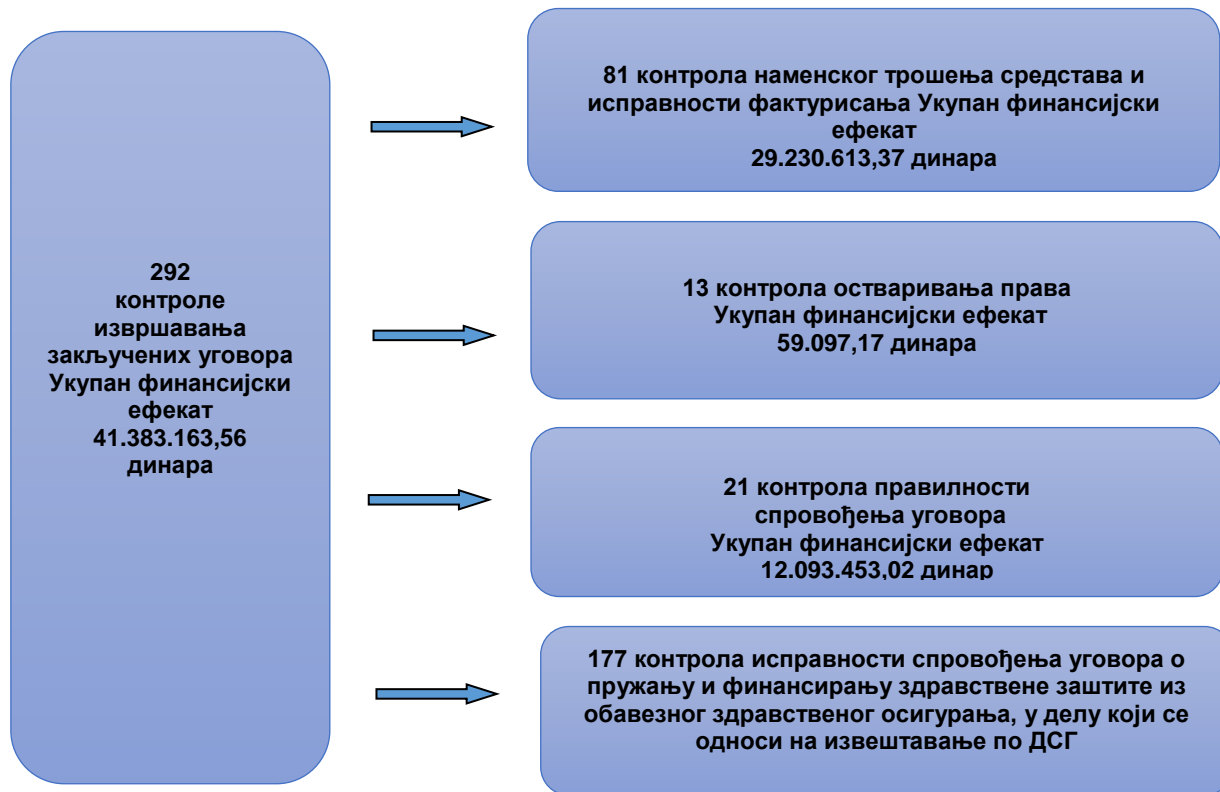 292
контроле
извршавања
закључених уговора
Укупан финансијски
ефекат
41.383.163,56
динара
81 контрола наменског трошења средстава и
исправности фактурисања Укупан финансијски
ефекат
29.230.613,37 динара
13 контрола остваривања права
Укупан финансијски ефекат
59.097,17 динара
21 контрола правилности
спровођења уговора
Укупан финансијски ефекат
12.093.453,02 динар
177 контрола исправности спровођења уговора о
пружању и финансирању здравствене заштите из
обавезног здравственог осигурања, у делу који се
односи на извештавање по ДСГ